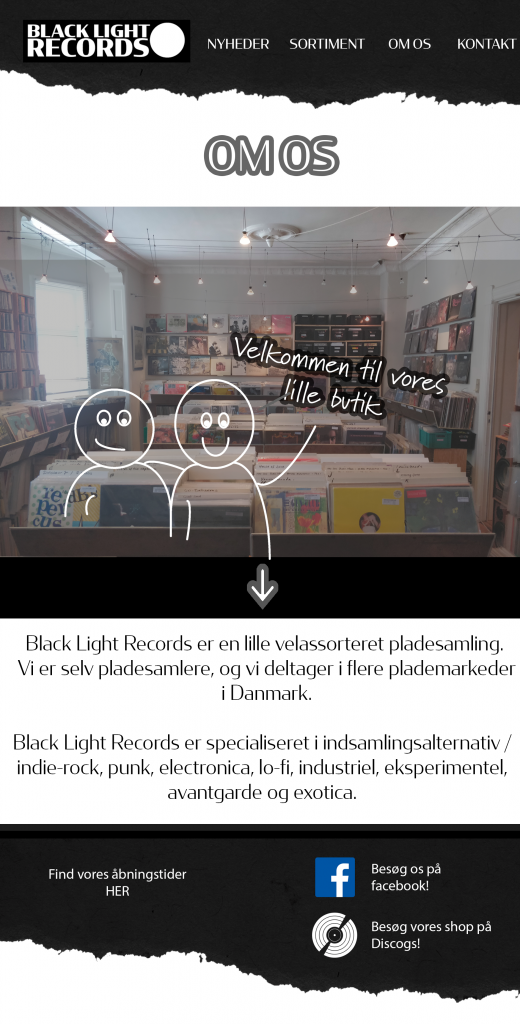 BLACK LIGHT
RECORDS
NYHEDER SORTIMENT OM OS KONTAKT
OM OS
Velkommen til vores
lille butik
Black Light Records er en lille velassorteret pladesamling.
Vi er selv pladesamlere, og vi deltager i flere plademarkeder
i Danmark.
Black Light Records er specialiseret i indsamlingsalternativ /
indie-rock, punk, electronica, lo-fi, industriel, eksperimentel,
avantgarde og exotica.
Find vores åbningstider
HER
Besøg os på
facebook!
Besøg vores shop på
Discogs!